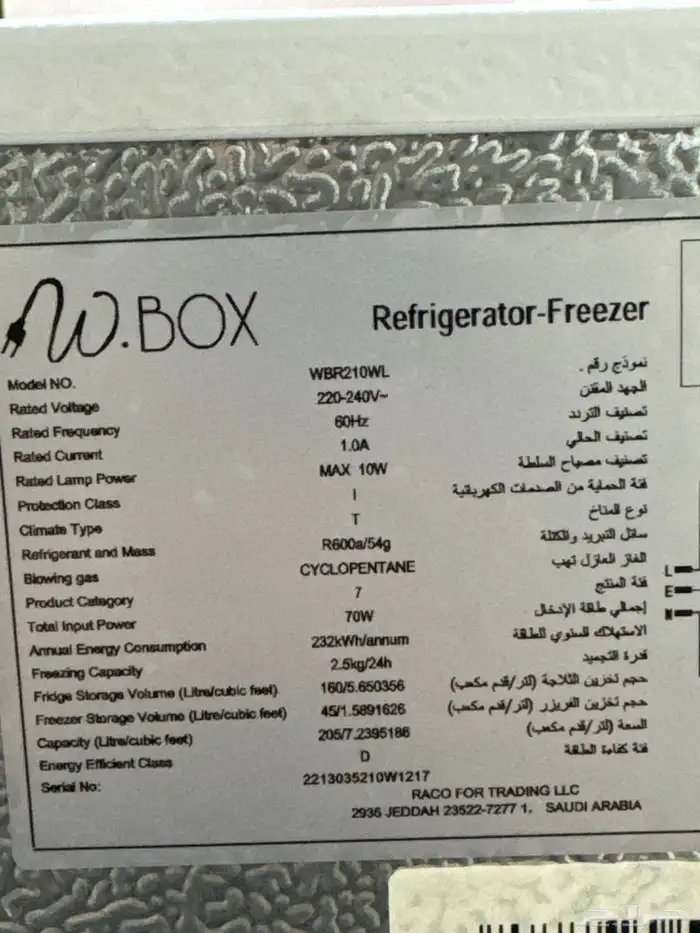 W.BOX
Refrigerator-Freezer
Model NO. WBR210WL نموذج رقم .
Rated Voltage 220-240V~ الجهد المقنن
Rated Frequency 60Hz تصنيف التردد
Rated Current 1.0A تصنيف الحالي
Rated Lamp Power MAX 10W تصنيف مصباح السلطة
Protection Class I فئة الحماية من الصدمات الكهربائية
Climate Type T نوع المناخ
Refrigerant and Mass R600a/54g سائل التبريد والكتلة
Blowing gas CYCLOPENTANE الغاز العازل تهب
Product Category 7 فئة المنتج
Total Input Power 70W إجمالي طاقة الإدخال
Annual Energy Consumption 232kWh/annum الاستهلاك السنوي للطاقة
Freezing Capacity 2.5kg/24h قدرة التجميد
Fridge Storage Volume (Litre/cubic feet) 160/5.650356 حجم تخزين الثلاجة (لتر/قدم مكعب)
Freezer Storage Volume (Litre/cubic feet) 45/1.5891626 حجم تخزين الفريزر (لتر/قدم مكعب)
Capacity (Litre/cubic feet) 205/7.2395186 السعة (لتر/قدم مكعب)
Energy Efficient Class D فئة كفاءة الطاقة
Serial No: 2213035210W1217
RACO FOR TRADING LLC
2936 JEDDAH 23522-7277 1, SAUDI ARABIA
L
E
N